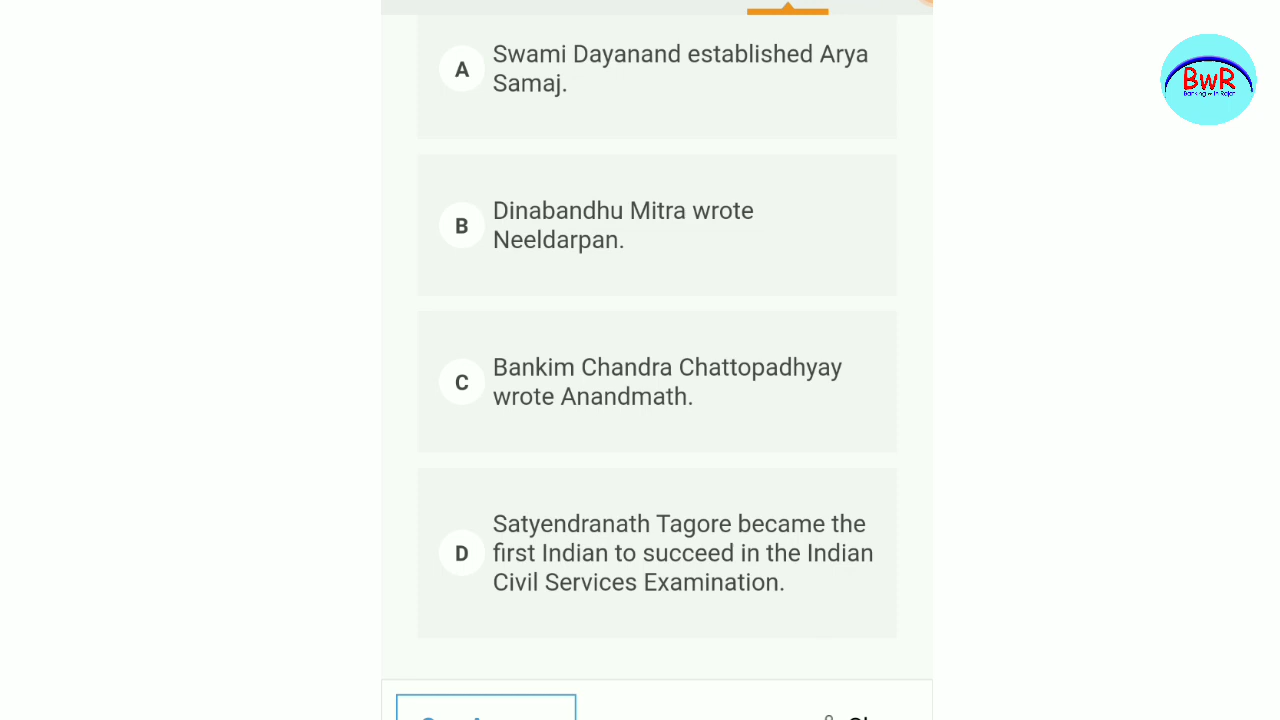 A
Swami Dayanand established Arya
Samaj.
B
Dinabandhu Mitra wrote
Neeldarpan.
C
Bankim Chandra Chattopadhyay
wrote Anandmath.
D
Satyendranath Tagore became the
first Indian to succeed in the Indian
Civil Services Examination.
BwR